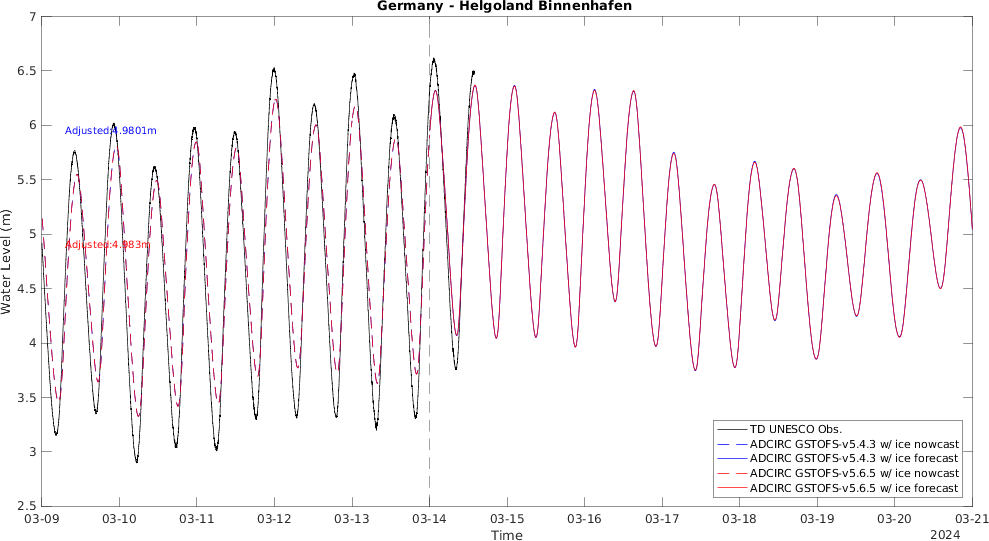 Germany - Helgoland Binnenhafen
7
6.5
6
5.5
5
4.5
4
3.5
3
2.5
Water Level (m)
Adjusted:4.9801m
Adjusted:4.983m
TD UNESCO Obs.
ADCIRC GSTOFS-v5.4.3 w/ ice nowcast
ADCIRC GSTOFS-v5.4.3 w/ ice forecast
ADCIRC GSTOFS-v5.6.5 w/ ice nowcast
ADCIRC GSTOFS-v5.6.5 w/ ice forecast
03-09 03-10 03-11 03-12 03-13 03-14 03-15 03-16 03-17 03-18 03-19 03-20 03-21
Time
2024